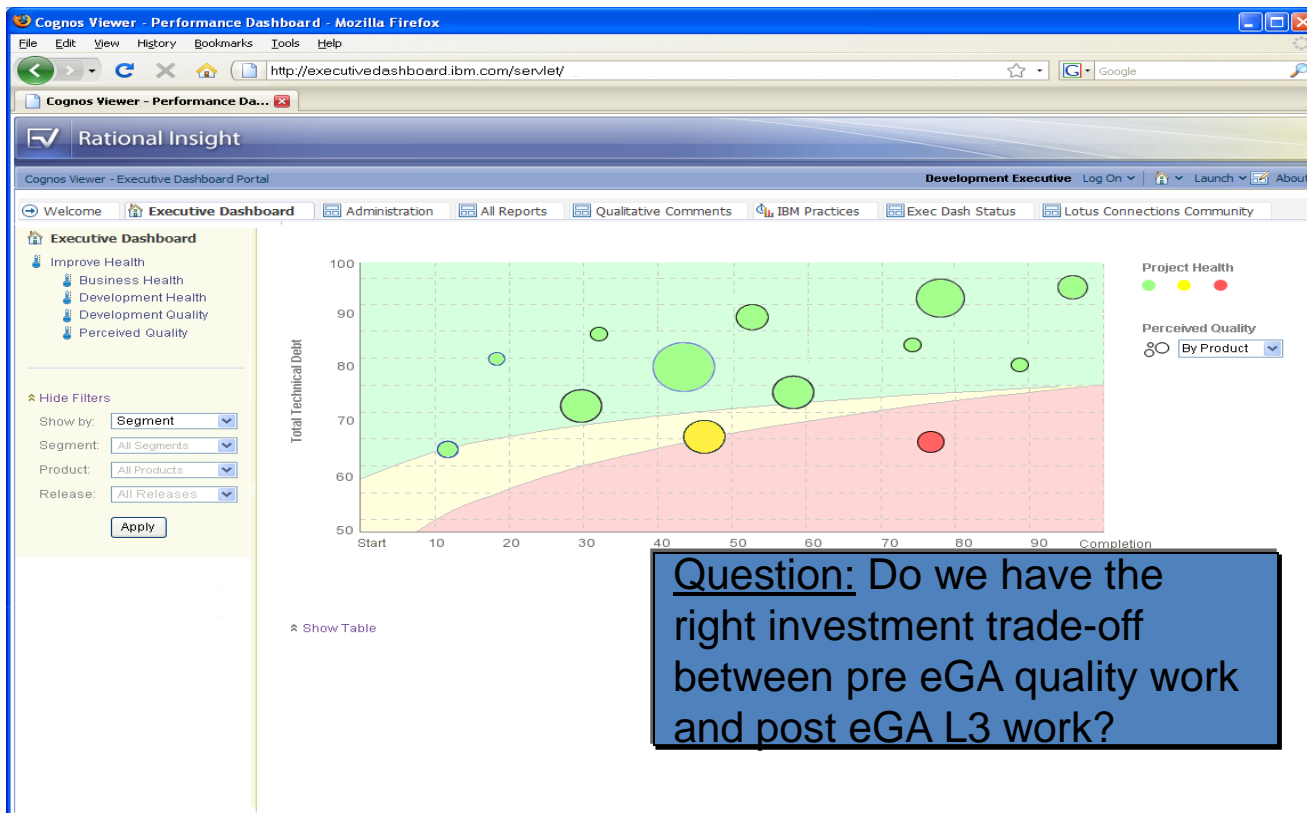 Cognos Viewer - Performance Dashboard - Mozilla Firefox
File Edit View History Bookmarks Tools Help
http://executivedashboard.ibm.com/servlet/
G Google
Cognos Viewer - Performance Da...
Rational Insight
Cognos Viewer - Executive Dashboard Portal
Development Executive Log On Launch About
Welcome Executive Dashboard Administration All Reports Qualitative Comments IBM Practices Exec Dash Status Lotus Connections Community
Executive Dashboard
Improve Health
Business Health
Development Health
Development Quality
Perceived Quality
Hide Filters
Show by: Segment
Segment: All Segments
Product: All Products
Release: All Releases
Apply
Total Technical Debt
100
90
80
70
60
50
Start 10 20 30 40 50 60 70 80 90 Completion
Project Health
Perceived Quality
By Product
Show Table
Question: Do we have the
right investment trade-off
between pre eGA quality work
and post eGA L3 work?